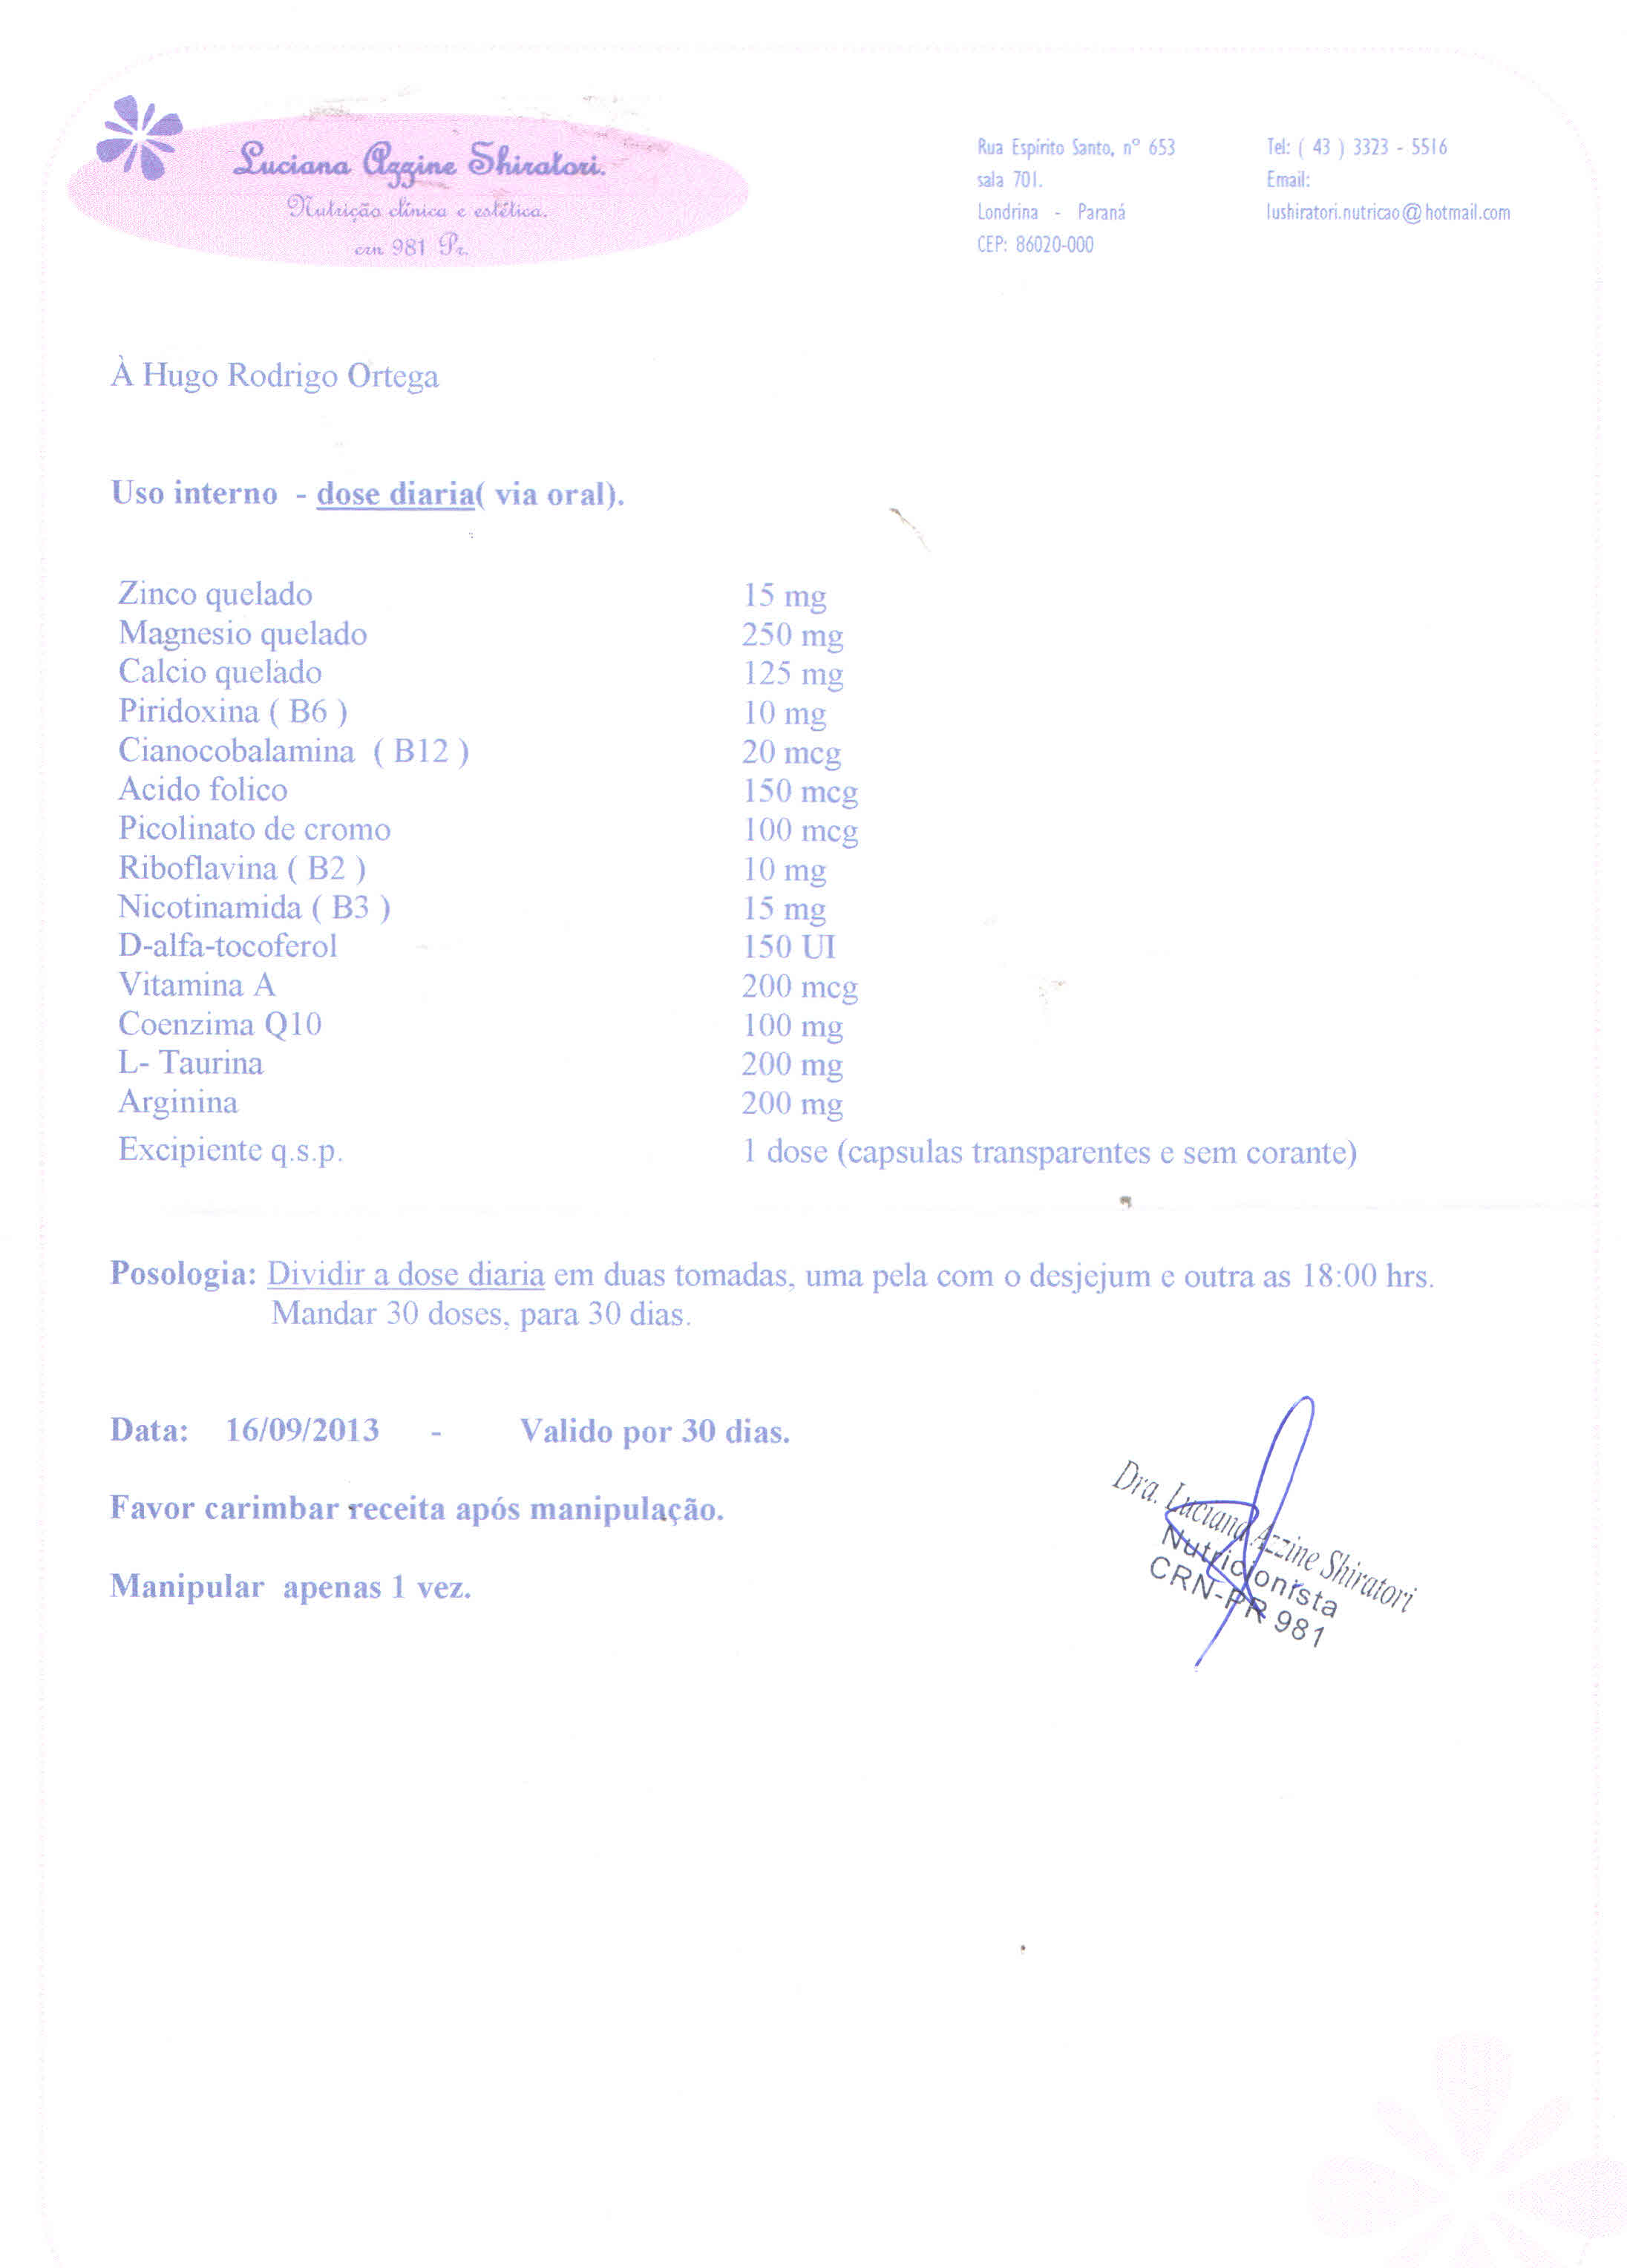 Luciana Azzine Shiratori.
Nutrição clínica e estética.
crn 981 Pr.
Rua Espírito Santo, nº 653
sala 701.
Londrina - Paraná
CEP: 86020-000
Tel: ( 43 ) 3323 - 5516
Email:
lushiratori.nutricao@hotmail.com
À Hugo Rodrigo Ortega
Uso interno - dose diaria( via oral).
Zinco quelado 15 mg
Magnesio quelado 250 mg
Calcio quelado 125 mg
Piridoxina ( B6 ) 10 mg
Cianocobalamina ( B12 ) 20 mcg
Acido folico 150 mcg
Picolinato de cromo 100 mcg
Riboflavina ( B2 ) 10 mg
Nicotinamida ( B3 ) 15 mg
D-alfa-tocoferol 150 UI
Vitamina A 200 mcg
Coenzima Q10 100 mg
L- Taurina 200 mg
Arginina 200 mg
Excipiente q.s.p. 1 dose (capsulas transparentes e sem corante)
Posologia: Dividir a dose diaria em duas tomadas, uma pela com o desjejum e outra as 18:00 hrs.
Mandar 30 doses, para 30 dias.
Data: 16/09/2013 - Valido por 30 dias.
Favor carimbar receita após manipulação.
Manipular apenas 1 vez.
Dra. Luciana Azzine Shiratori
Nutricionista
CRN-PR 981